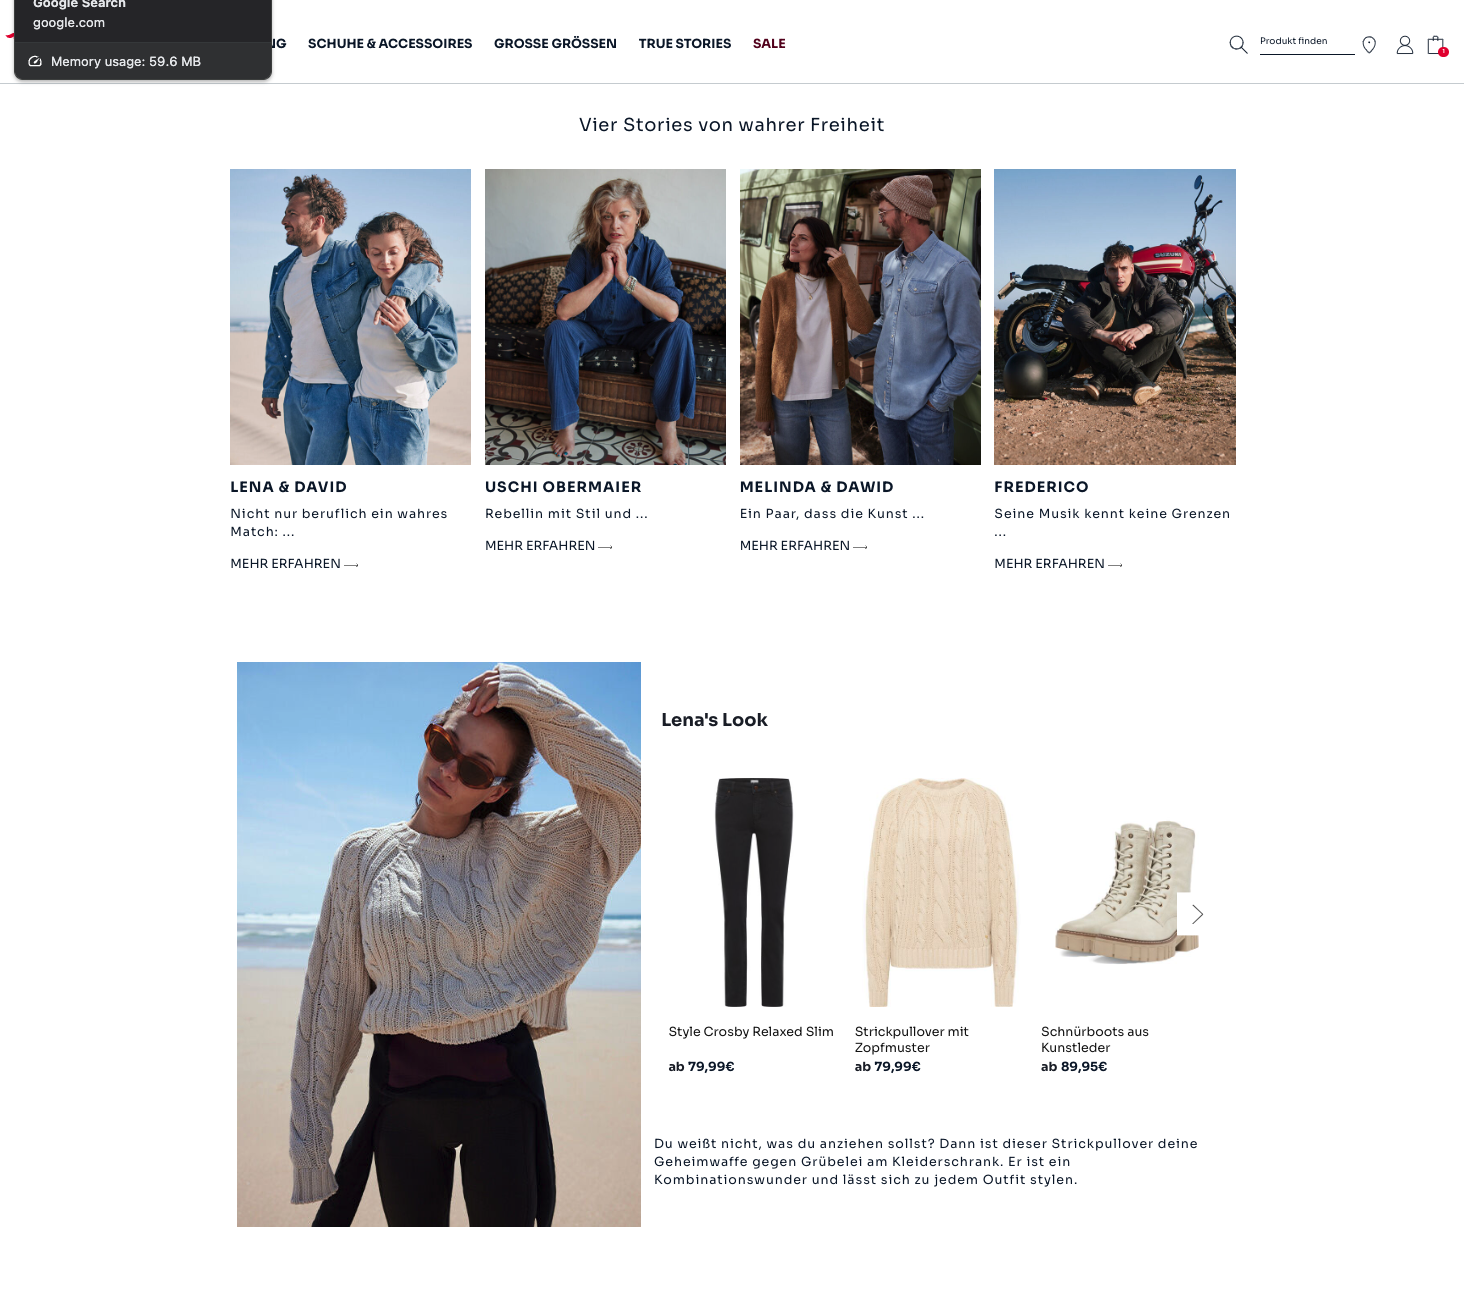 Google Search
google.com
Memory usage: 59.6 MB
NG
SCHUHE & ACCESSOIRES
GROSSE GRÖSSEN
TRUE STORIES
SALE
Produkt finden
1
Vier Stories von wahrer Freiheit
LENA & DAVID
Nicht nur beruflich ein wahres
Match: ...
MEHR ERFAHREN
USCHI OBERMAIER
Rebellin mit Stil und ...
MEHR ERFAHREN
MELINDA & DAWID
Ein Paar, dass die Kunst ...
MEHR ERFAHREN
FREDERICO
Seine Musik kennt keine Grenzen
...
MEHR ERFAHREN
Lena's Look
Style Crosby Relaxed Slim
ab 79,99€
Strickpullover mit
Zopfmuster
ab 79,99€
Schnürboots aus
Kunstleder
ab 89,95€
Du weißt nicht, was du anziehen sollst? Dann ist dieser Strickpullover deine
Geheimwaffe gegen Grübelei am Kleiderschrank. Er ist ein
Kombinationswunder und lässt sich zu jedem Outfit stylen.